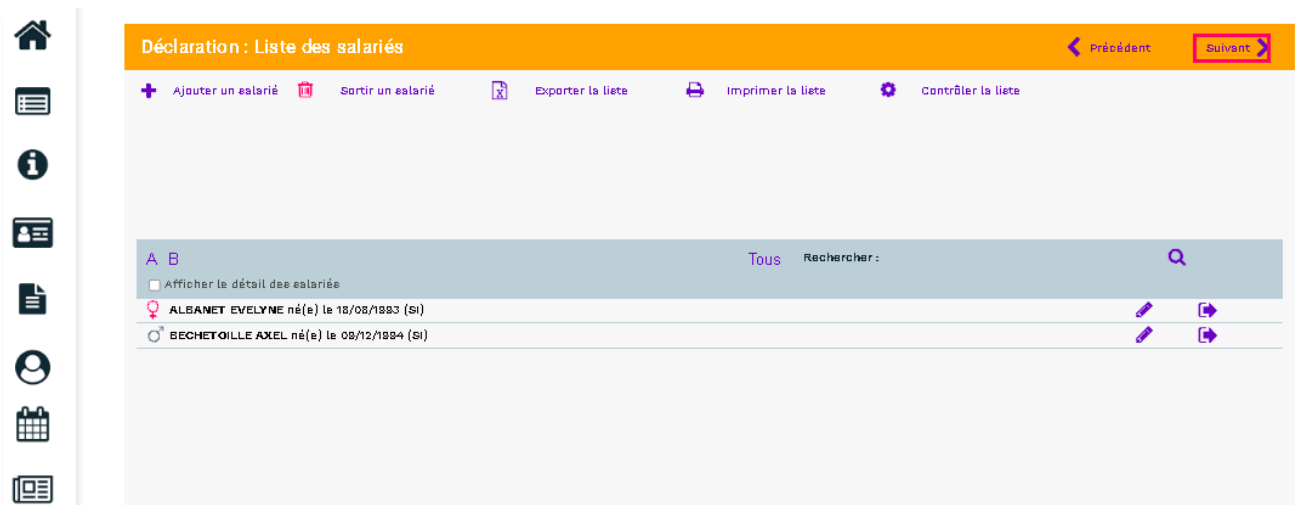 Déclaration : Liste des salariés
Précédent
Suivant
Ajouter un salarié
Sortir un salarié
Exporter la liste
Imprimer la liste
Contrôler la liste
A B
Tous
Rechercher :
Afficher le détail des salariés
ALBANET EVELYNE né(e) le 18/08/1993 (SI)
BECHETOILLE AXEL né(e) le 09/12/1994 (SI)